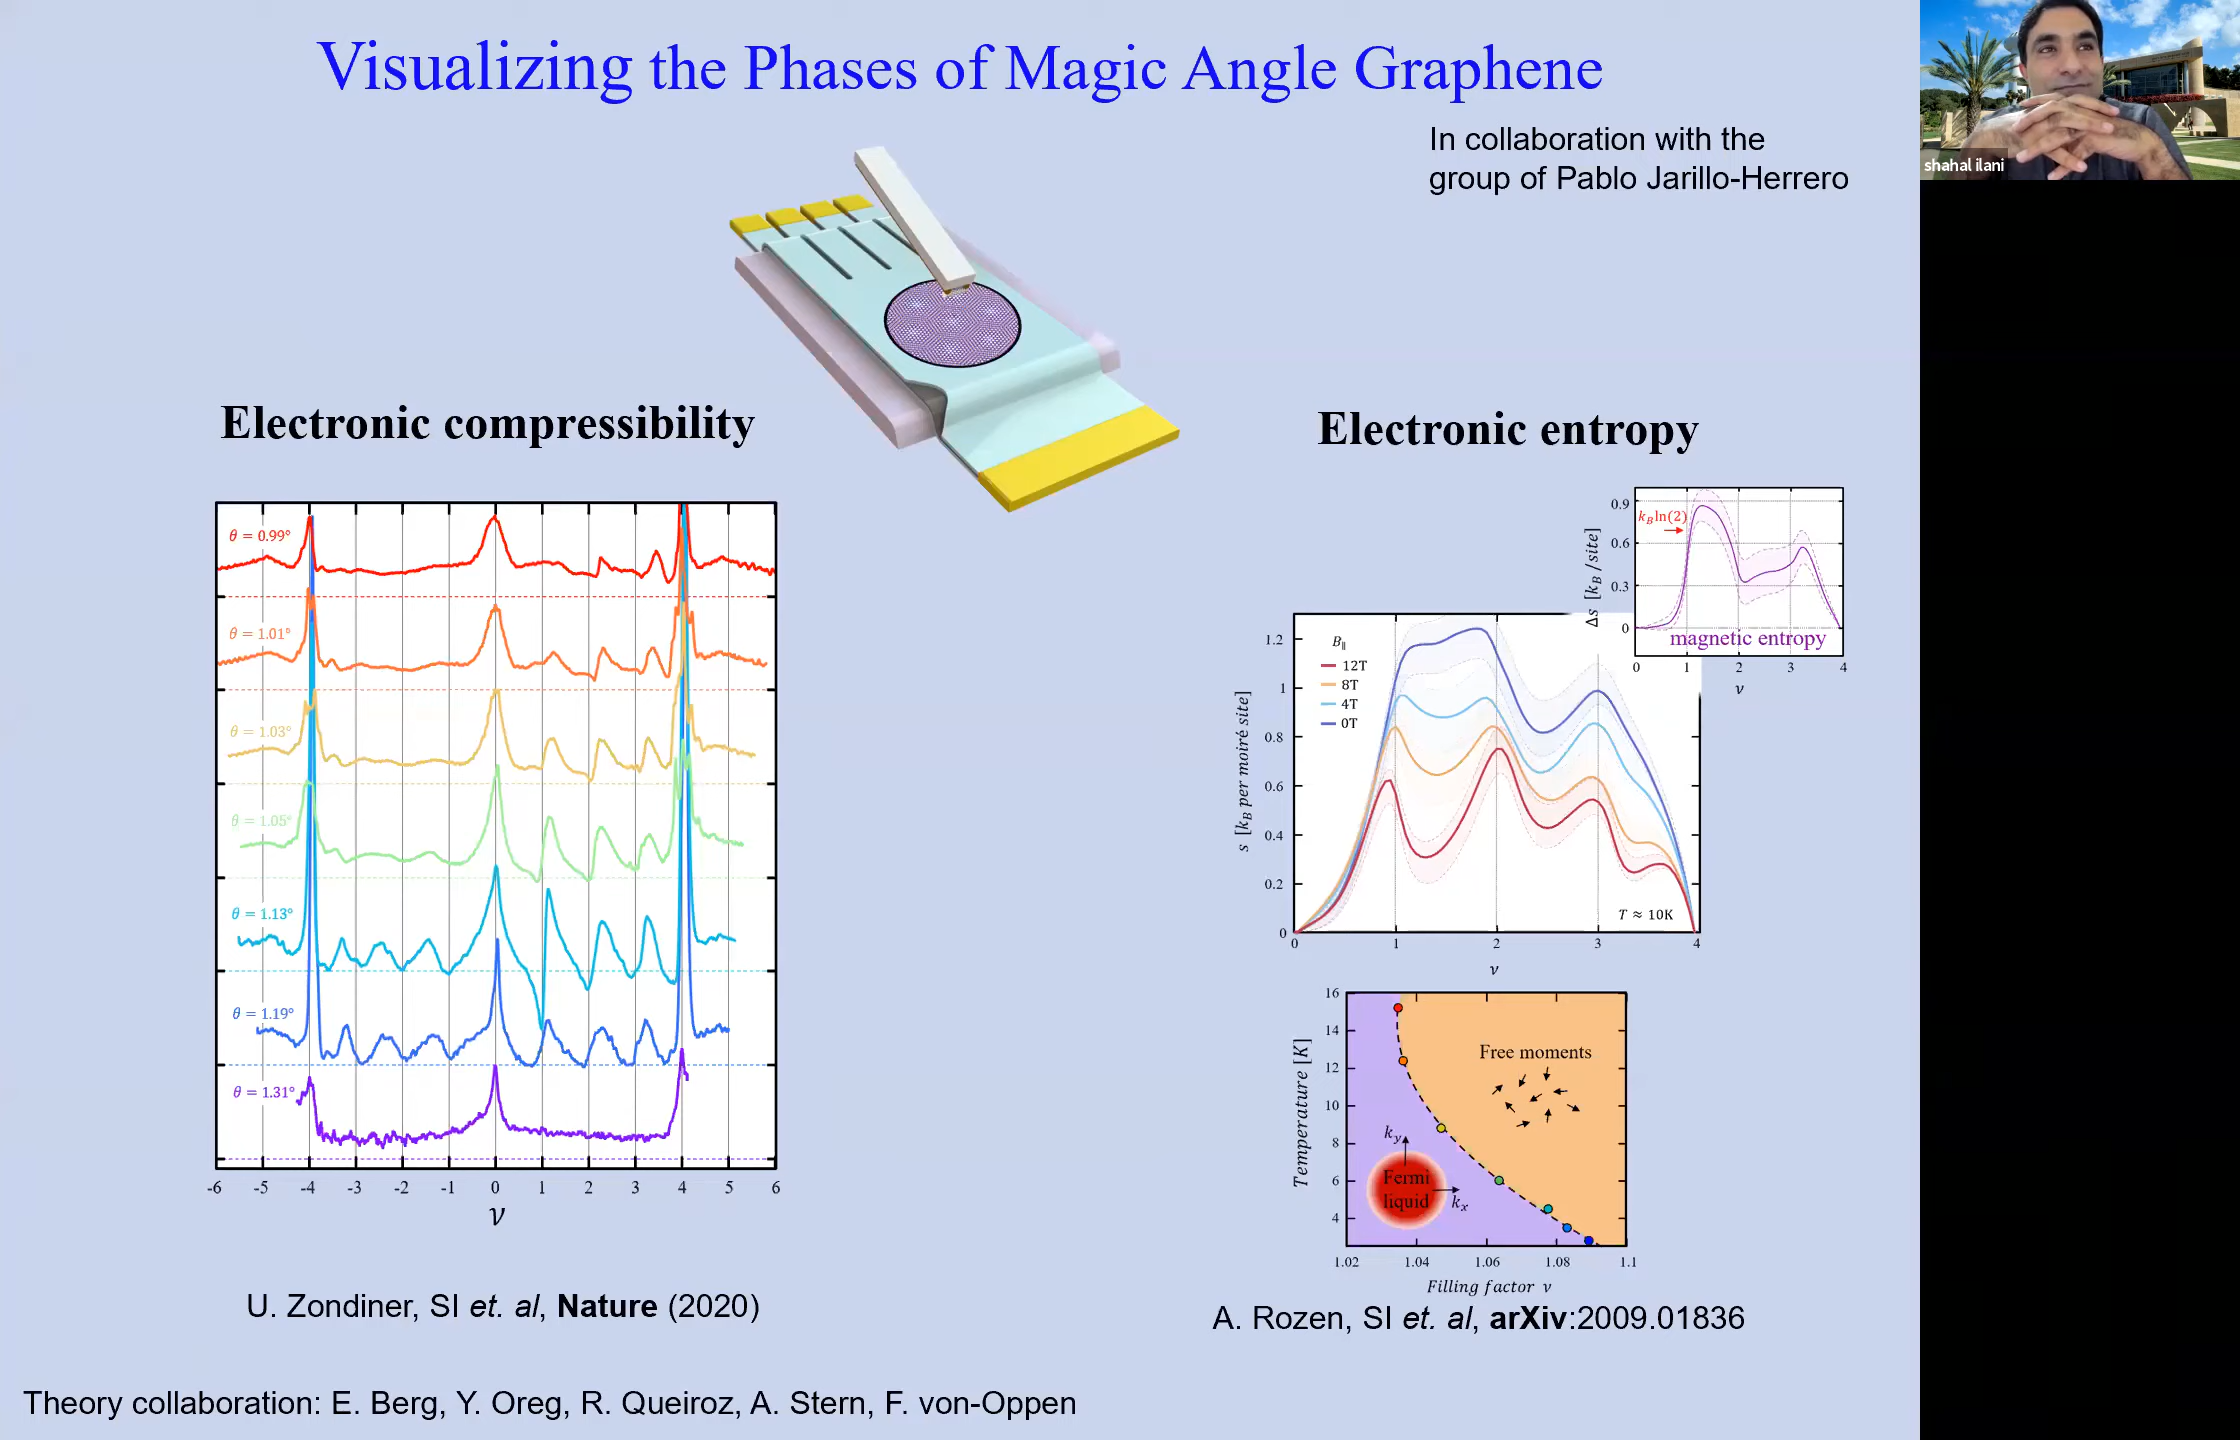 Visualizing the Phases of Magic Angle Graphene
In collaboration with the
group of Pablo Jarillo-Herrero
shahal ilani
Electronic compressibility
θ = 0.99°
θ = 1.01°
θ = 1.03°
θ = 1.05°
θ = 1.13°
θ = 1.19°
θ = 1.31°
-6 -5 -4 -3 -2 -1 0 1 2 3 4 5 6
ν
U. Zondiner, SI et. al, Nature (2020)
Electronic entropy
Δs [k_B /site]
0.9
0.6
0.3
0
k_B ln(2)
magnetic entropy
0 1 2 3 4
ν
s [k_B per moiré site]
1.2
1
0.8
0.6
0.4
0.2
0
B∥
12T
8T
4T
0T
T ≈ 10K
0 1 2 3 4
ν
Temperature [K]
16
14
12
10
8
6
4
Free moments
k_y
Fermi
liquid
k_x
1.02 1.04 1.06 1.08 1.1
Filling factor ν
A. Rozen, SI et. al, arXiv:2009.01836
Theory collaboration: E. Berg, Y. Oreg, R. Queiroz, A. Stern, F. von-Oppen